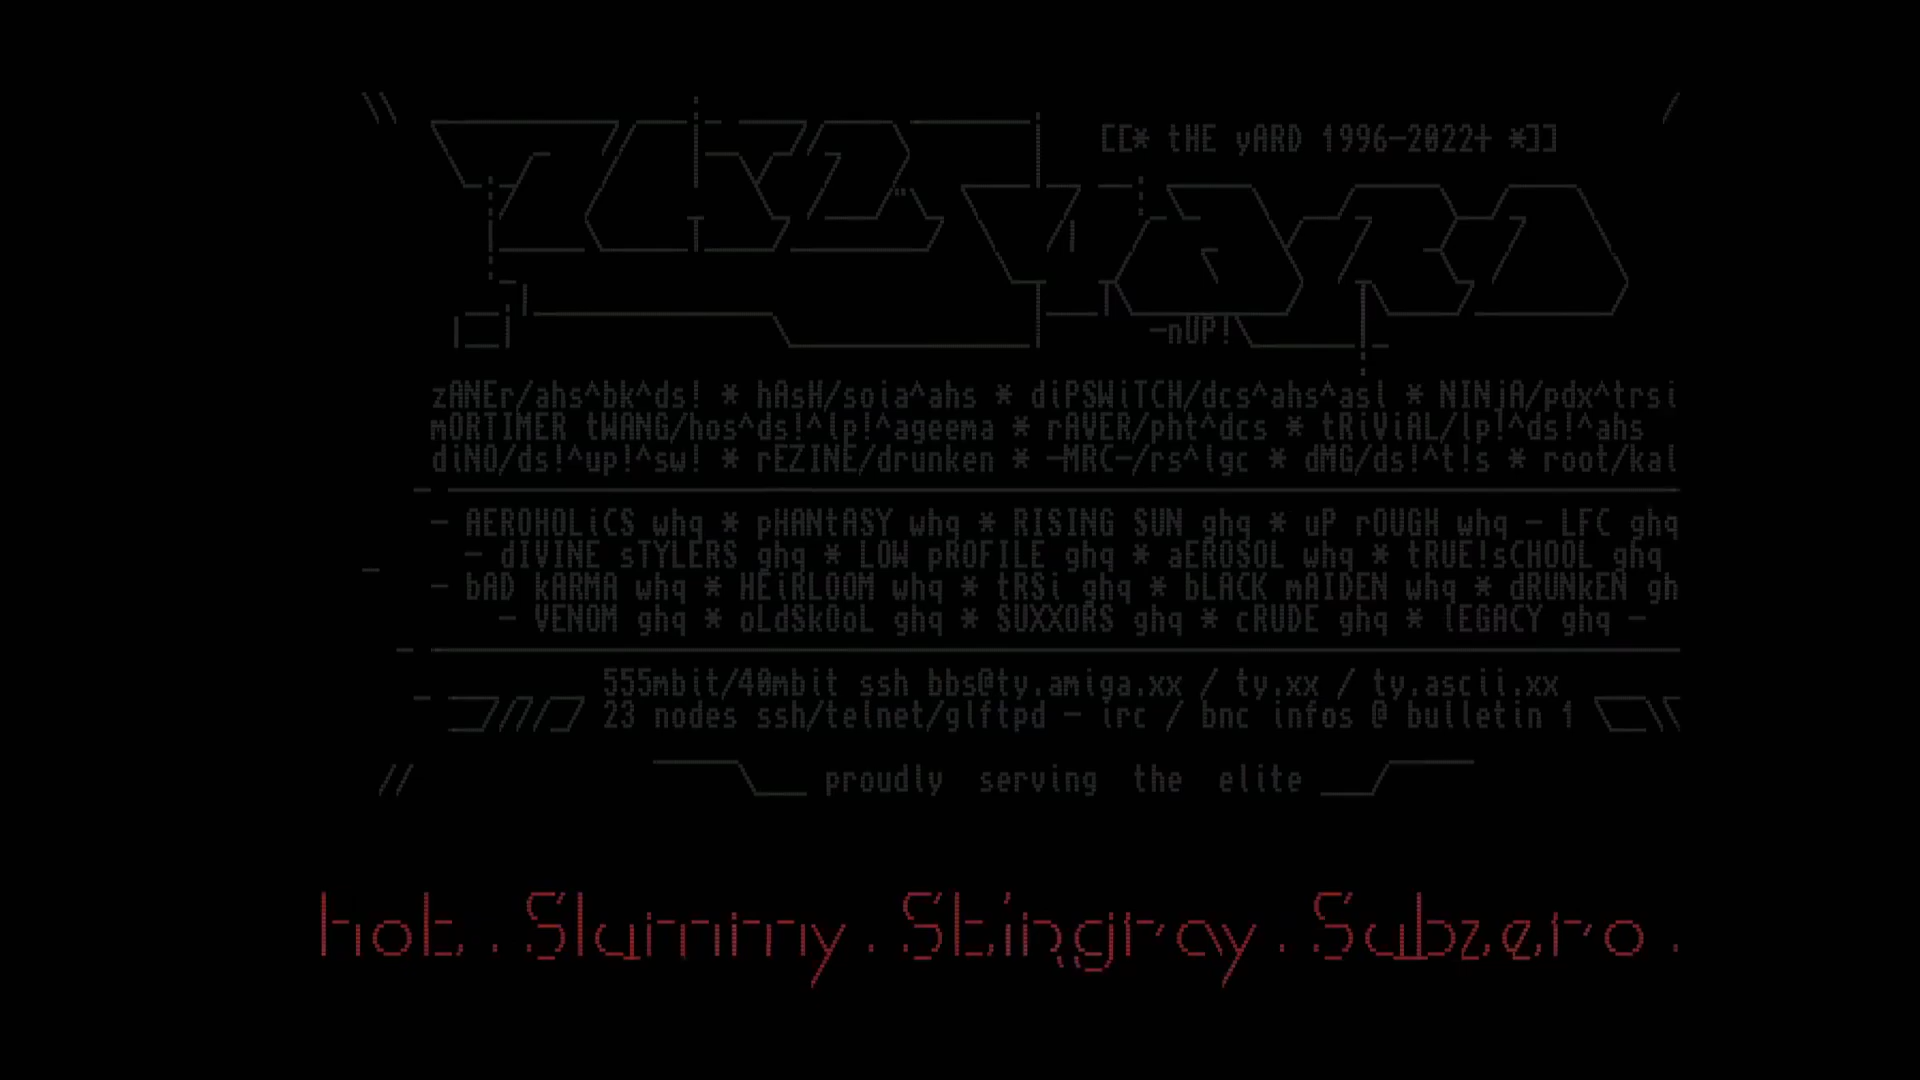 tHE yARD
[[* tHE yARD 1996-2022† *]]
-nUP!
zANEr/ahs^bk^ds! * hAsH/soia^ahs * diPSWiTCH/dcs^ahs^asl * NINjA/pdx^trsi
mORTIMER tWANG/hos^ds!^lp!^ageema * rAVER/pht^dcs * tRiViAL/lp!^ds!^ahs
diNO/ds!^up!^sw! * rEZINE/drunken * -MRC-/rs^lgc * dMG/ds!^t!s * root/kal
- AEROHOLiCS whq * pHANtASY whq * RISING SUN ghq * uP rOUGH whq - LFC ghq
- dIVINE sTYLERS ghq * LOW pROFILE ghq * aEROSOL whq * tRUE!sCHOOL ghq
- bAD kARMA whq * HEiRLOOM whq * tRSi ghq * bLACK mAIDEN whq * dRUNkEN gh
- VENOM ghq * oLdSkOoL ghq * SUXXORS ghq * cRUDE ghq * lEGACY ghq -
555mbit/40mbit ssh bbs@ty.amiga.xx / ty.xx / ty.ascii.xx
23 nodes ssh/telnet/glftpd - irc / bnc infos @ bulletin 1
proudly serving the elite
hot. Slummy. Stingray. Subzero.